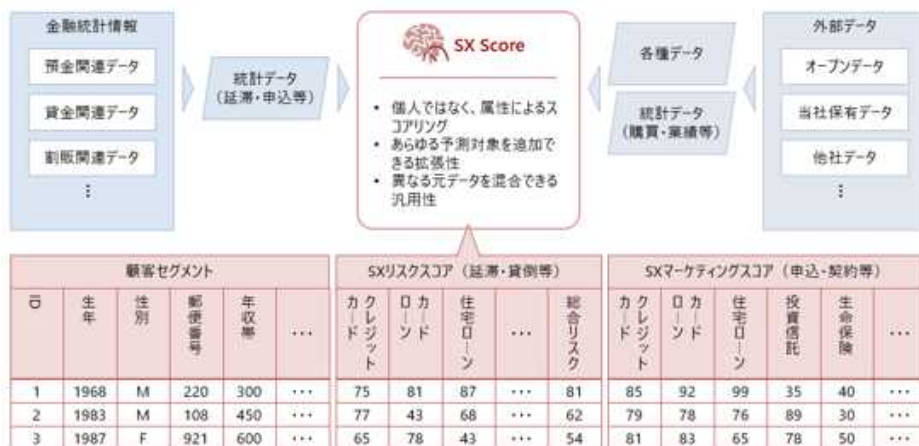 金融統計情報
預金関連データ
貸金関連データ
割販関連データ
⋮
統計データ
(延滞・申込等)
SX Score
• 個人ではなく、属性によるスコアリング
• あらゆる予測対象を追加できる拡張性
• 異なる元データを混合できる汎用性
各種データ
統計データ
(購買・業績等)
外部データ
オープンデータ
当社保有データ
他社データ
⋮
顧客セグメント SXリスクスコア(延滞・貸倒等) SXマーケティングスコア(申込・契約等)
ID 生年 性別 郵便番号 年収帯 … クレジットカード カードローン 住宅ローン … 総合リスク クレジットカード カードローン 住宅ローン 投資信託 生命保険 …
1 1968 M 220 300 … 75 81 87 … 81 85 92 99 35 40 …
2 1983 M 108 450 … 77 43 68 … 62 79 78 76 89 30 …
3 1987 F 921 600 … 65 78 43 … 54 81 83 65 78 50 …